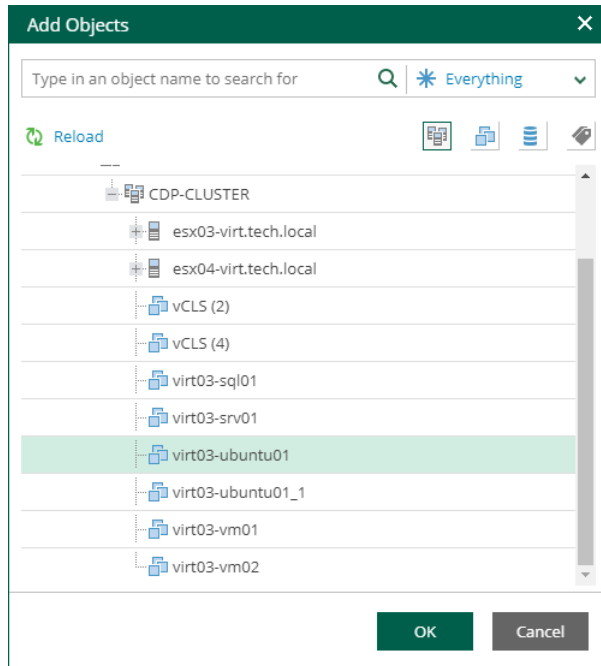 Add Objects
Type in an object name to search for
Everything
Reload
CDP-CLUSTER
esx03-virt.tech.local
esx04-virt.tech.local
vCLS (2)
vCLS (4)
virt03-sql01
virt03-srv01
virt03-ubuntu01
virt03-ubuntu01_1
virt03-vm01
virt03-vm02
OK
Cancel